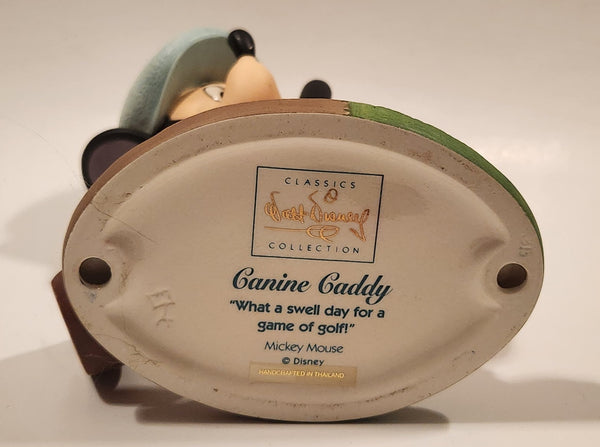 CLASSICS
Walt Disney
COLLECTION
Canine Caddy
"What a swell day for a
game of golf!"
Mickey Mouse
© Disney
HANDCRAFTED IN THAILAND